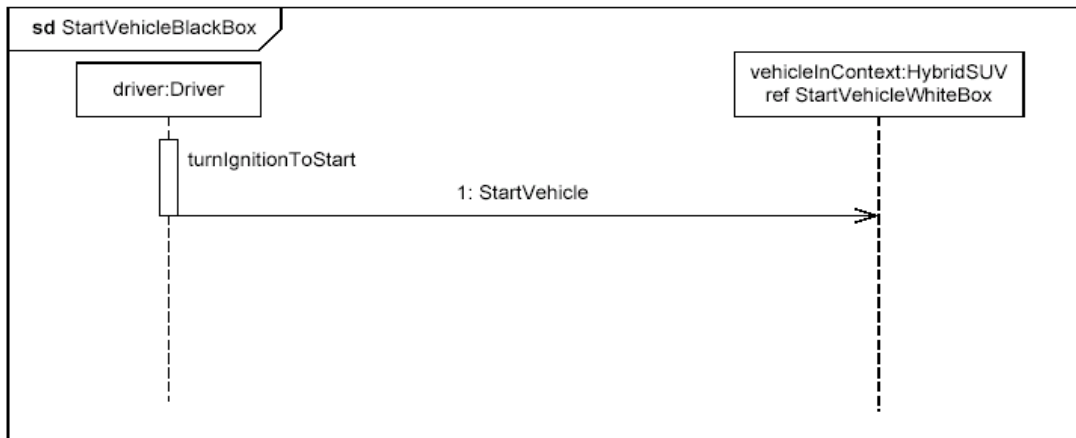 sd StartVehicleBlackBox
driver:Driver
vehicleInContext:HybridSUV
ref StartVehicleWhiteBox
turnIgnitionToStart
1: StartVehicle